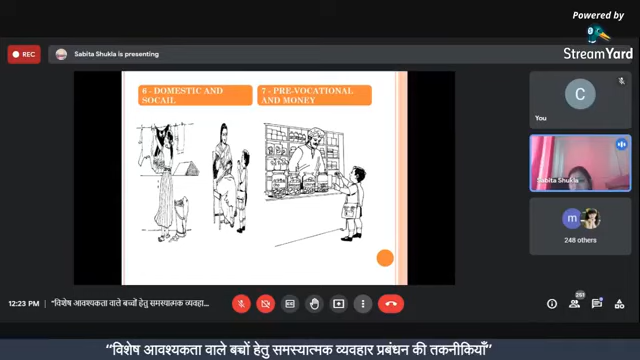 Powered by
StreamYard
REC
Sabita Shukla is presenting
6 - DOMESTIC AND
SOCAIL
7 - PRE-VOCATIONAL
AND MONEY
C
You
Sabita Shukla
m
248 others
12:23 PM
"विशेष आवश्यकता वाले बच्चों हेतु समस्यात्मक व्यवहार प्रबंध...
251
"विशेष आवश्यकता वाले बच्चों हेतु समस्यात्मक व्यवहार प्रबंधन की तकनीकियाँ"